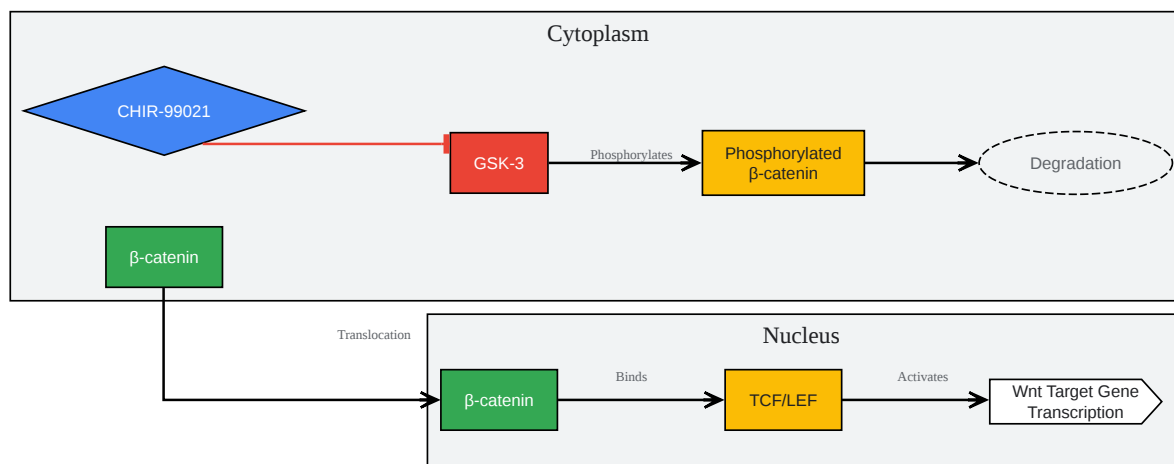 Cytoplasm
CHIR-99021
GSK-3
Phosphorylates
Phosphorylated
β-catenin
Degradation
β-catenin
Translocation
Nucleus
β-catenin
Binds
TCF/LEF
Activates
Wnt Target Gene
Transcription